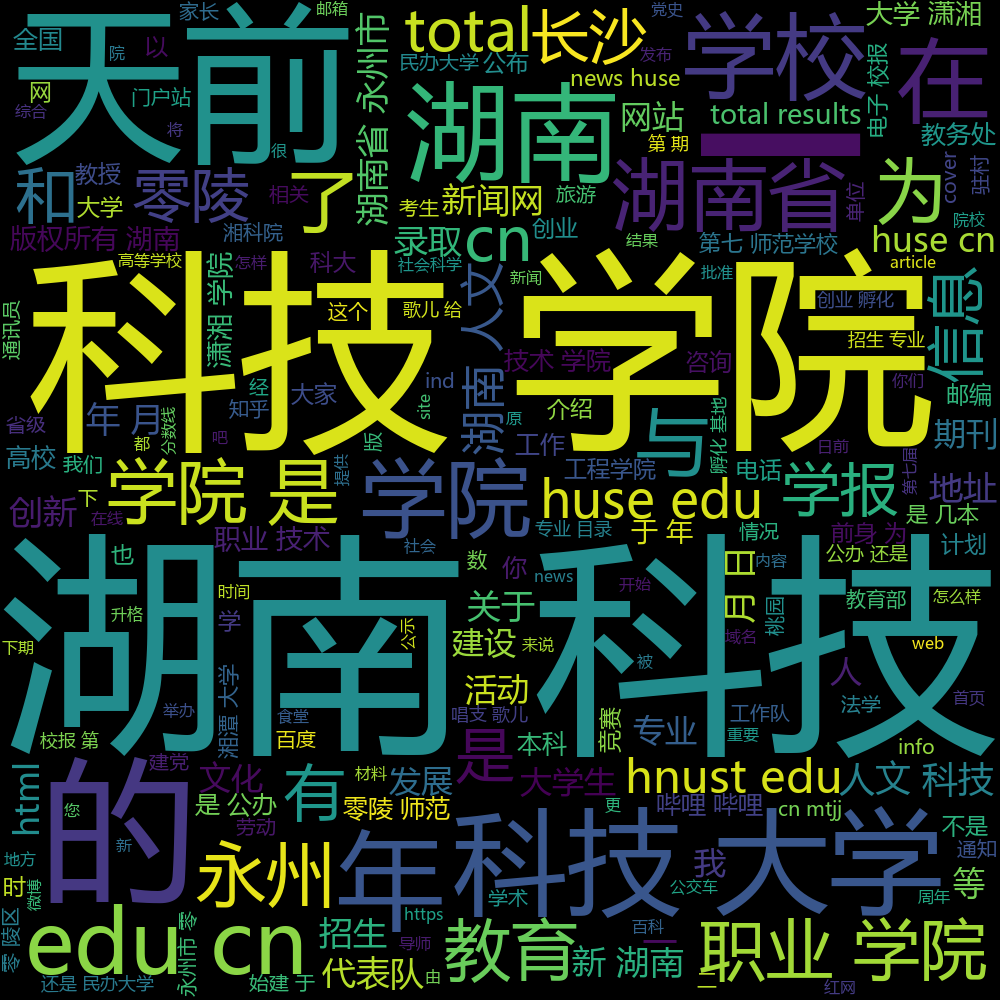 天前
total
长沙
学校
在
大学 潇湘
湖南
湖南省
零陵
和
了
cn
为
huse cn
新闻网
网站
录取
total results
news huse
民办大学
公布
全国
家长
邮箱
以
党史
发布
院
网
门户站
综合
将
很
教授
相关
大学
版权所有 湖南
湘科院
湖南省 永州市
考生
旅游
创业
结果
第 期
电子 校报
教务处
cover
驻村
单位
院校
第七 师范学校
批准
article
信息
科技 学院
高等学校
怎样
科大
社会科学
新闻
这个
歌儿 给
创业 孵化
招生 专业
通讯员
潇湘 学院
湖南 人文
技术 学院
咨询
你们
邮编
经
知乎
大家
ind
site
介绍
原
孵化 基地
年 月
省级
高校
我们
部
分数线
吧
版
提供
工作
工程学院
与
电话
日前
第七届
期刊
地址
学院 是
学院
huse edu
学报
创新
下
在线
职业 技术
专业 目录
于 年
情况
前身 为
是 几本
公办 还是
计划
也
社会
数
你
news
开始
月 日
内容
湖南 科技
时间
升格
学
公示
关于
建设
来说
域名
桃园
教育部
怎么样
下期
被
人
web
活动
举办
湘潭 大学
食堂
唱支 歌儿
竞赛
专业
工作队
重要
法学
首页
校报 第
百度
本科
info
建党
文化
的
有
材料
发展
是
大学生
hnust edu
人文 科技
html
您
是 公办
零陵 师范
哔哩 哔哩
cn mtjj
劳动
更
不是
地方
新
永州
年
科技 大学
我
通知
时
微博
学术
公交车
周年
等
零 陵区
永州市 零
edu cn
招生
https
教育
百科
职业 学院
导师
新 湖南
代表队
由
一
二
还是 民办大学
始建 于
红网